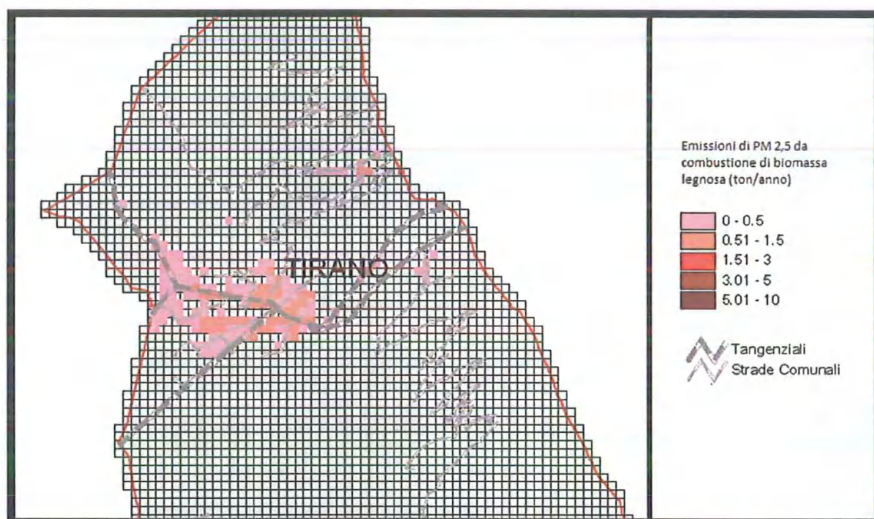 TIRANO
Emissioni di PM 2,5 da
combustione di biomassa
legnosa (ton/anno)
0 - 0.5
0.51 - 1.5
1.51 - 3
3.01 - 5
5.01 - 10
Tangenziali
Strade Comunali